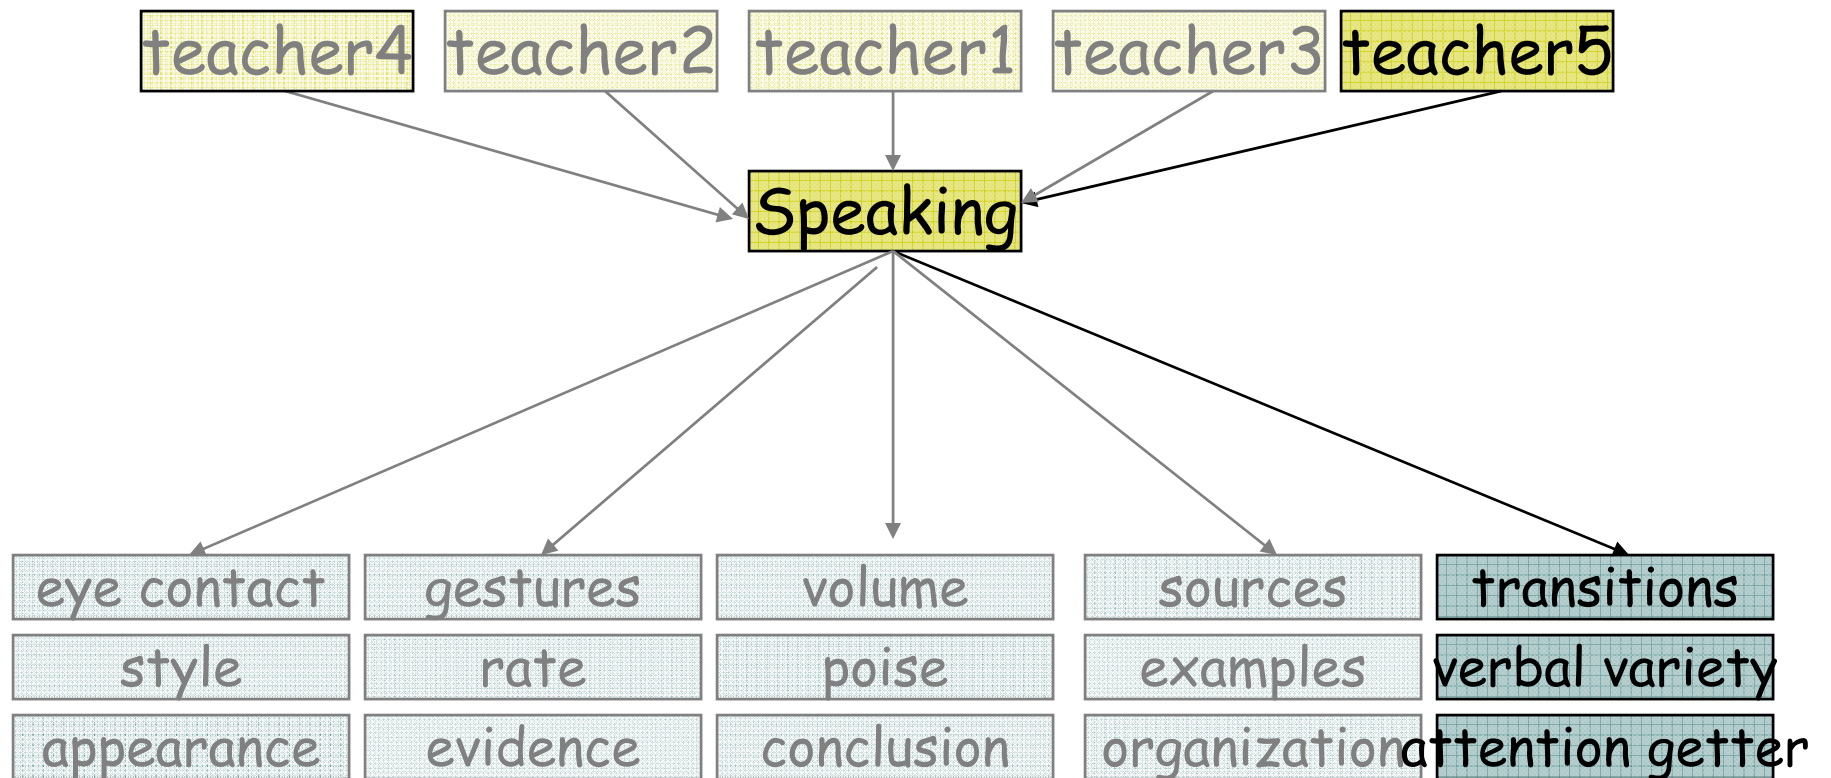 teacher4 teacher2 teacher1 teacher3 teacher5
Speaking
eye contact gestures volume sources transitions
style rate poise examples verbal variety
appearance evidence conclusion organization attention getter